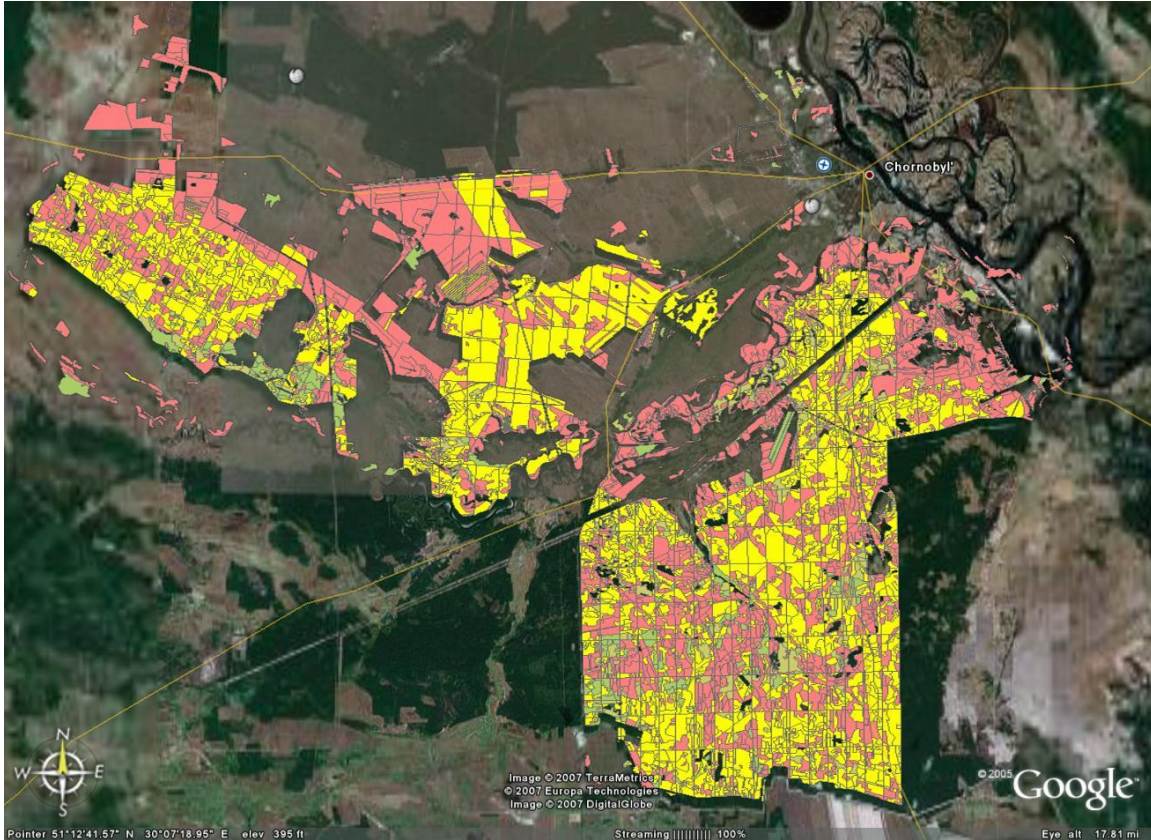 Chornobyl'
N
W E
S
Image © 2007 TerraMetrics
© 2007 Europa Technologies
Image © 2007 DigitalGlobe
© 2005 Google™
Pointer 51°12'41.57" N 30°07'18.95" E elev 395 ft Streaming |||||||||| 100% Eye alt 17.81 mi